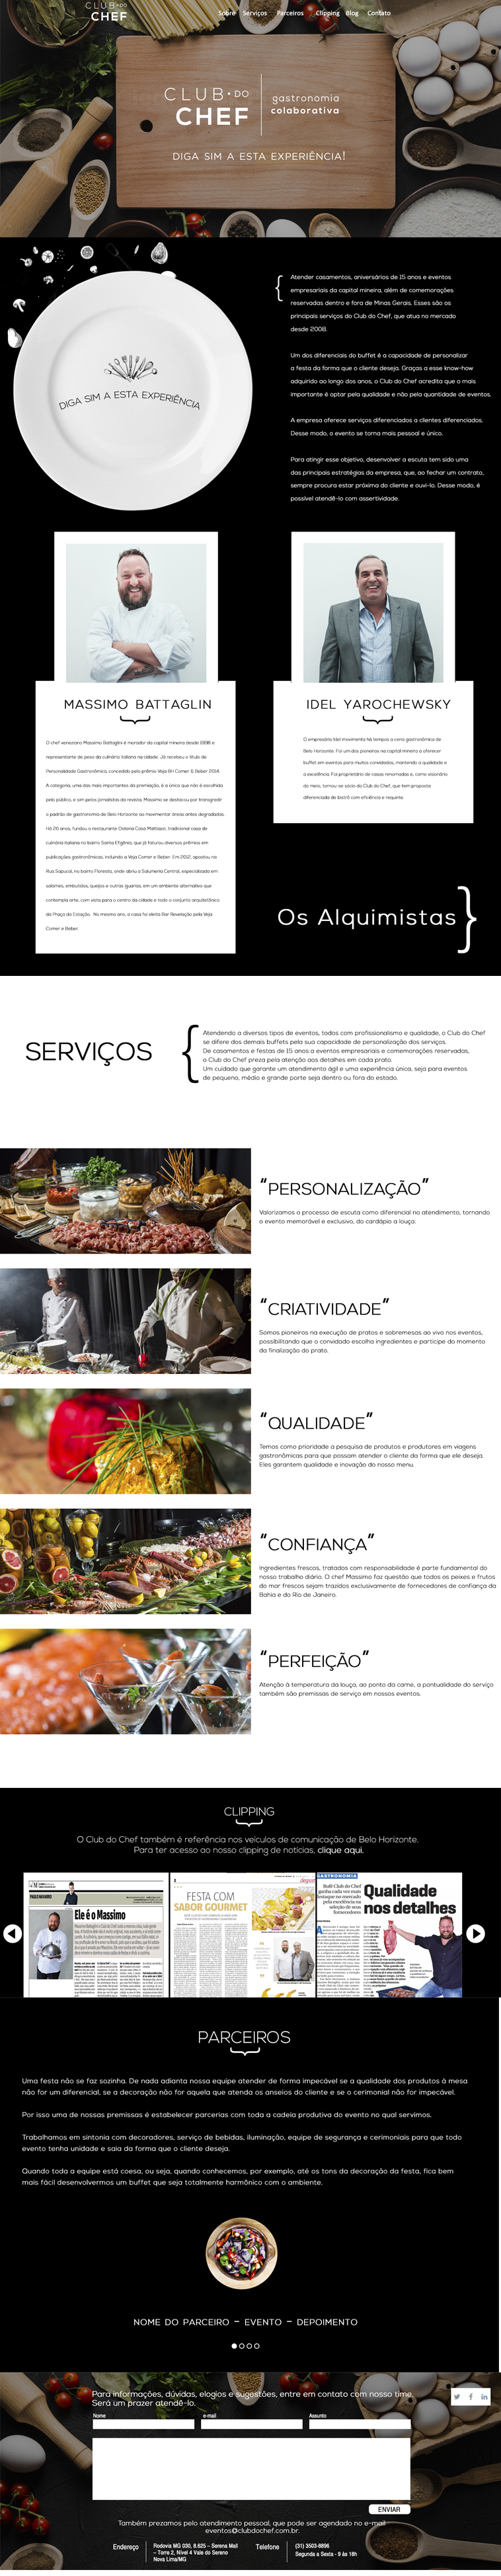 CLUB • DO
CHEF
Sobre Serviços Parceiros Clipping Blog Contato
CLUB • DO
CHEF
gastronomia
colaborativa
DIGA SIM A ESTA EXPERIÊNCIA!
DIGA SIM A ESTA EXPERIÊNCIA
Atender casamentos, aniversários de 15 anos e eventos
empresariais da capital mineira, além de comemorações
reservadas dentro e fora de Minas Gerais. Esses são os
principais serviços do Club do Chef, que atua no mercado
desde 2008.
Um dos diferenciais do buffet é a capacidade de personalizar
a festa da forma que o cliente deseja. Graças a esse know-how
adquirido ao longo dos anos, o Club do Chef acredita que o mais
importante é optar pela qualidade e não pela quantidade de eventos.
A empresa oferece serviços diferenciados a clientes diferenciados.
Desse modo, o evento se torna mais pessoal e único.
Para atingir esse objetivo, desenvolver a escuta tem sido uma
das principais estratégias da empresa, que, ao fechar um contrato,
sempre procura estar próxima do cliente e ouvi-lo. Desse modo, é
possível atendê-lo com assertividade.
MASSIMO BATTAGLIN
O chef venezoro Massimo Battaglini é morador da capital mineira desde 1998 e
representante de peso da culinária italiana na cidade. Já recebeu o título de
Personalidade Gastronômica, concedido pelo prêmio Veja BH Comer & Beber 2014.
A categoria, uma das mais importantes da premiação, é a única que não é escolhida
pelo público, e sim pelos jornalistas da revista. Massimo se destacou por transgredir
o padrão de gastronomia de Belo Horizonte ao movimentar áreas antes degradadas.
Há 20 anos, fundou o restaurante Osteria Casa Mattiazzi, tradicional casa de
culinária italiana no bairro Santa Efigênia, que já faturou diversos prêmios em
publicações gastronômicas, incluindo a Veja Comer e Beber. Em 2012, apostou na
Rua Sapucaí, no bairro Floresta, onde abriu a Salumeria Central, especializada em
salames, embutidos, queijos e outras iguarias, em um ambiente alternativo que
contempla arte, com vista para o centro da cidade e todo o conjunto arquitetônico
da Praça da Estação. No mesmo ano, a casa foi eleita Bar Revelação pela Veja
Comer e Beber.
IDEL YAROCHEWSKY
O empresário Idel movimenta há tempos a cena gastronômica de
Belo Horizonte. Foi um dos pioneiros na capital mineira a oferecer
buffet em eventos para muitos convidados, mantendo a qualidade e
a excelência. Foi proprietário de casas renomadas e, como visionário
do meio, tornou-se sócio do Club do Chef, que tem proposta
diferenciada de bistrô com eficiência e requinte.
Os Alquimistas
SERVIÇOS
Atendendo a diversos tipos de eventos, todos com profissionalismo e qualidade, o Club do Chef
se difere dos demais buffets pela sua capacidade de personalização dos serviços.
De casamentos e festas de 15 anos a eventos empresariais e comemorações reservadas,
o Club do Chef preza pela atenção aos detalhes em cada prato.
Um cuidado que garante um atendimento ágil e uma experiência única, seja para eventos
de pequeno, médio e grande porte seja dentro ou fora do estado.
“PERSONALIZAÇÃO”
Valorizamos o processo de escuta como diferencial no atendimento, tornando
o evento memorável e exclusivo, do cardápio a louça.
“CRIATIVIDADE”
Somos pioneiros na execução de pratos e sobremesas ao vivo nos eventos,
possibilitando que o convidado escolha ingredientes e participe do momento
da finalização do prato.
“QUALIDADE”
Temos como prioridade a pesquisa de produtos e produtores em viagens
gastronômicas para que possam atender o cliente da forma que ele deseja.
Eles garantem qualidade e inovação do nosso menu.
“CONFIANÇA”
Ingredientes frescos, tratados com responsabilidade é parte fundamental do
nosso trabalho diário. O chef Massimo faz questão que todos os peixes e frutos
do mar frescos sejam trazidos exclusivamente de fornecedores de confiança da
Bahia e do Rio de Janeiro.
“PERFEIÇÃO”
Atenção à temperatura da louça, ao ponto da carne, a pontualidade do serviço
também são premissas de serviço em nossos eventos.
CLIPPING
O Club do Chef também é referência nos veículos de comunicação de Belo Horizonte.
Para ter acesso ao nosso clipping de notícias, clique aqui.
PAULO NAVARRO
Ele é o Massimo
FESTA COM
SABOR GOURMET
GASTRONOMIA
Bufê Club do Chef
ganha cada vez mais
destaque no mercado
pela excelência na
seleção de seus
fornecedores
Qualidade
nos detalhes
PARCEIROS
Uma festa não se faz sozinha. De nada adianta nossa equipe atender de forma impecável se a qualidade dos produtos à mesa
não for um diferencial, se a decoração não for aquela que atenda os anseios do cliente e se o cerimonial não for impecável.
Por isso uma de nossas premissas é estabelecer parcerias com toda a cadeia produtiva do evento no qual servimos.
Trabalhamos em sintonia com decoradores, serviço de bebidas, iluminação, equipe de segurança e cerimoniais para que todo
evento tenha unidade e saia da forma que o cliente deseja.
Quando toda a equipe está coesa, ou seja, quando conhecemos, por exemplo, até os tons da decoração da festa, fica bem
mais fácil desenvolvermos um buffet que seja totalmente harmônico com o ambiente.
NOME DO PARCEIRO - EVENTO - DEPOIMENTO
Para informações, dúvidas, elogios e sugestões, entre em contato com nosso time.
Será um prazer atendê-lo.
Nome e-mail Assunto
ENVIAR
Também prezamos pelo atendimento pessoal, que pode ser agendado no e-mail
eventos@clubdochef.com.br.
Endereço
Rodovia MG 030, 8.625 - Serena Mall
- Torre 2, Nível 4 Vale do Sereno
Nova Lima/MG
Telefone
(31) 3503-8896
Segunda a Sexta - 9 às 18h